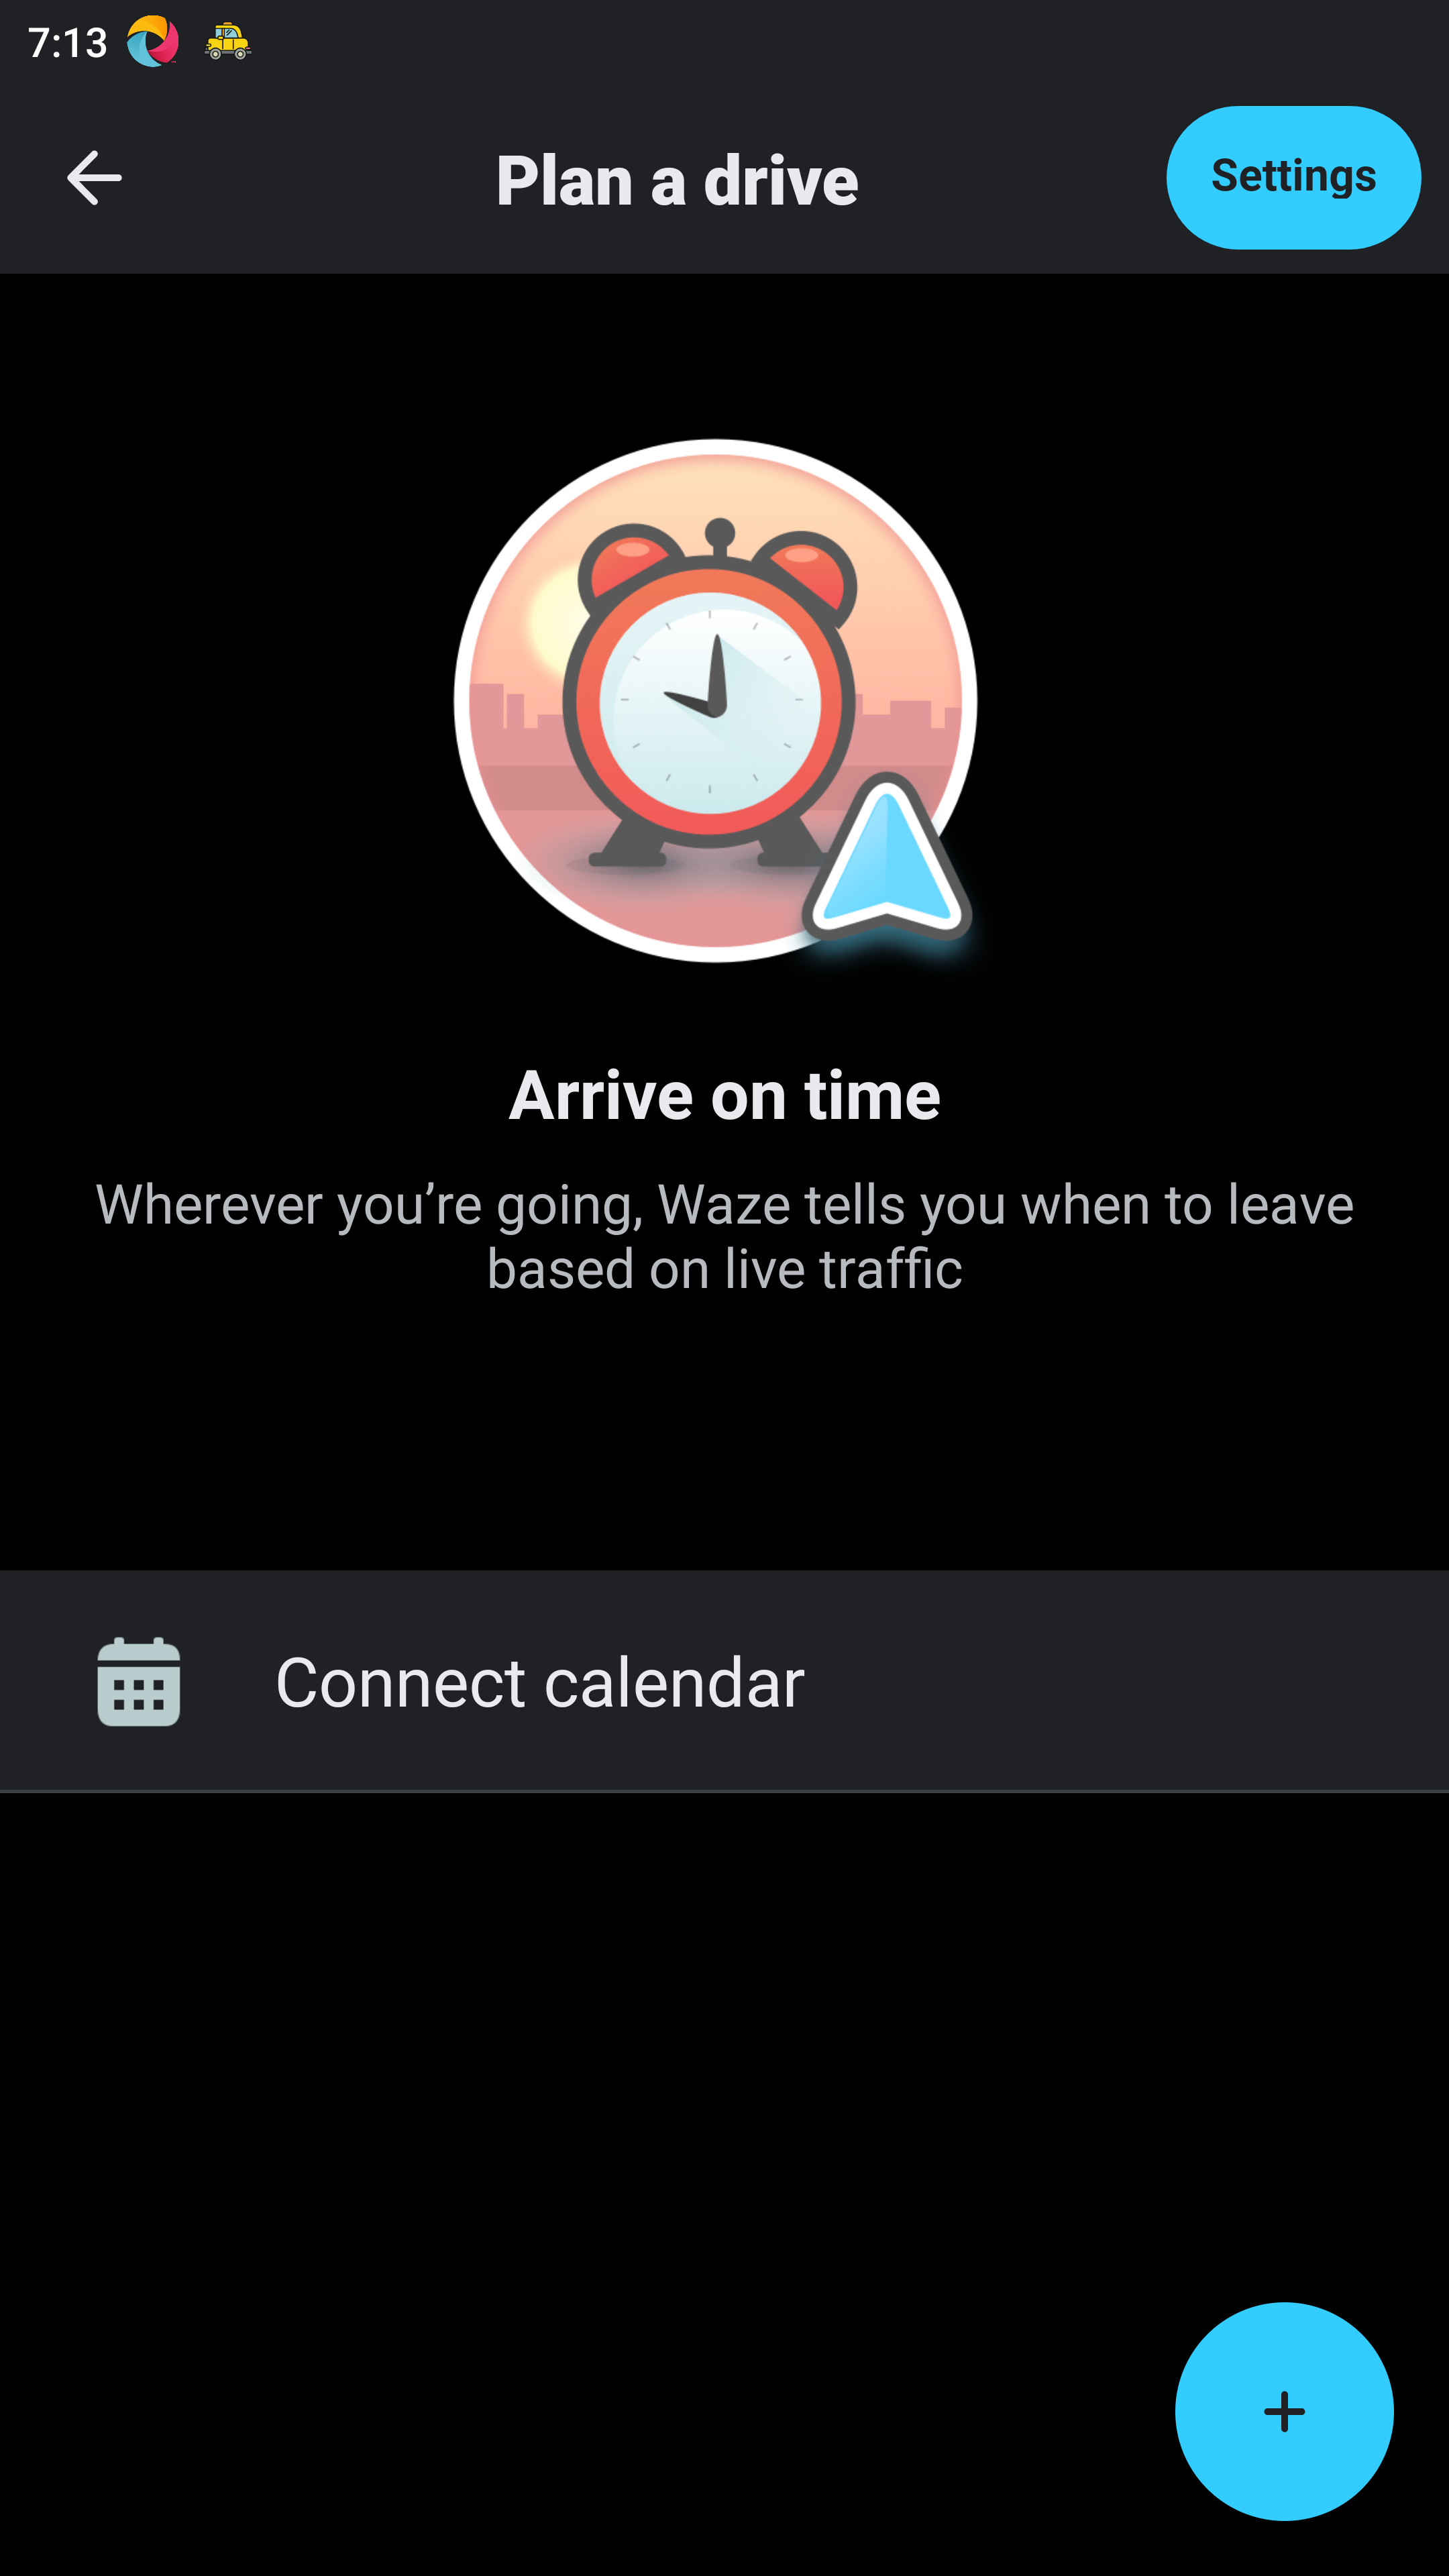 7:13
Plan a drive
Settings
Arrive on time
Wherever you’re going, Waze tells you when to leave
based on live traffic
Connect calendar